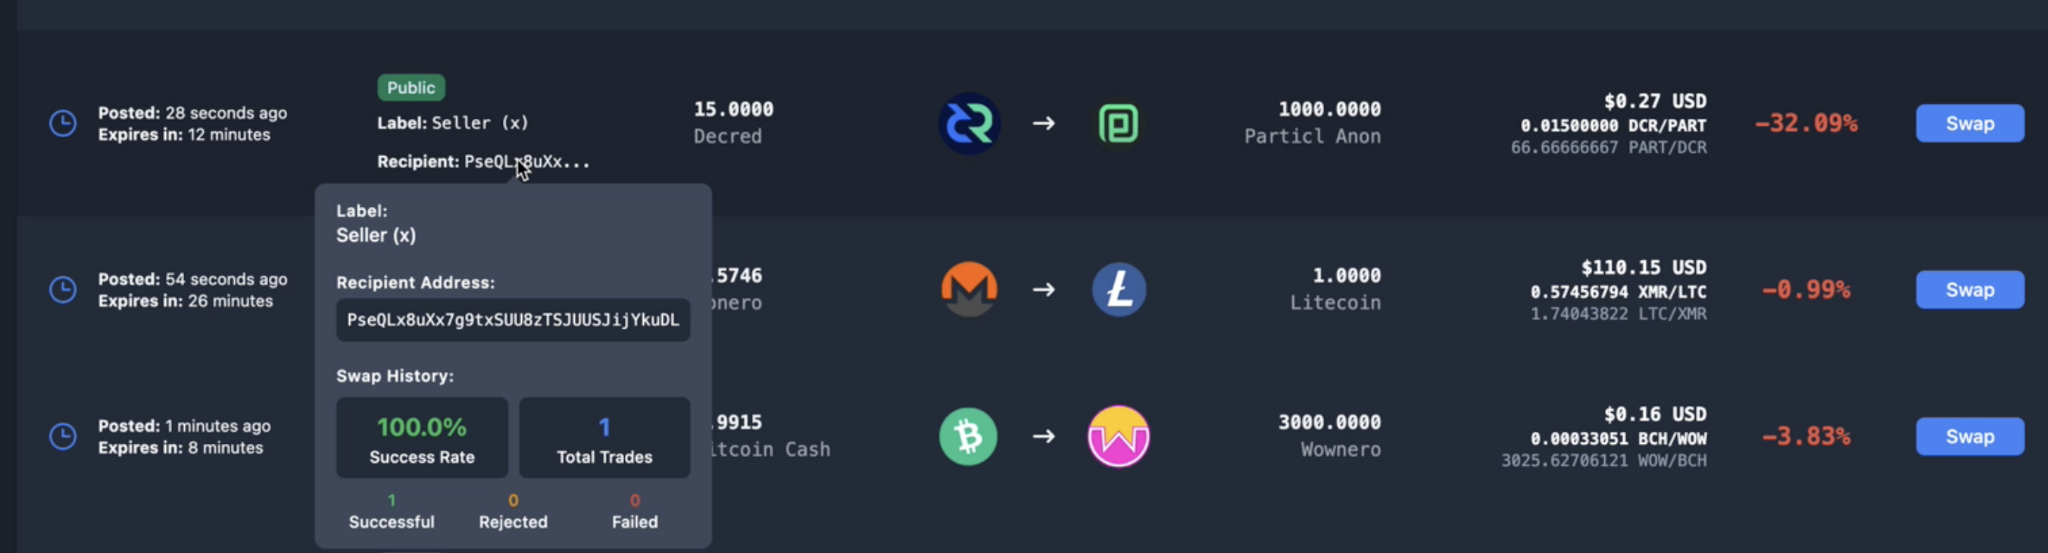 Posted: 28 seconds ago
Expires in: 12 minutes
Public
Label: Seller (x)
Recipient: PseQLx8uXx...
15.0000
Decred
1000.0000
Particl Anon
$0.27 USD
0.01500000 DCR/PART
66.66666667 PART/DCR
-32.09%
Swap
Label:
Seller (x)
Recipient Address:
PseQLx8uXx7g9txSUU8zTSJUUSJijYkuDL
Swap History:
100.0%
Success Rate
1
Total Trades
1
Successful
0
Rejected
0
Failed
Posted: 54 seconds ago
Expires in: 26 minutes
.5746
onero
1.0000
Litecoin
$110.15 USD
0.57456794 XMR/LTC
1.74043822 LTC/XMR
-0.99%
Swap
Posted: 1 minutes ago
Expires in: 8 minutes
.9915
itcoin Cash
3000.0000
Wownero
$0.16 USD
0.00033051 BCH/WOW
3025.62706121 WOW/BCH
-3.83%
Swap